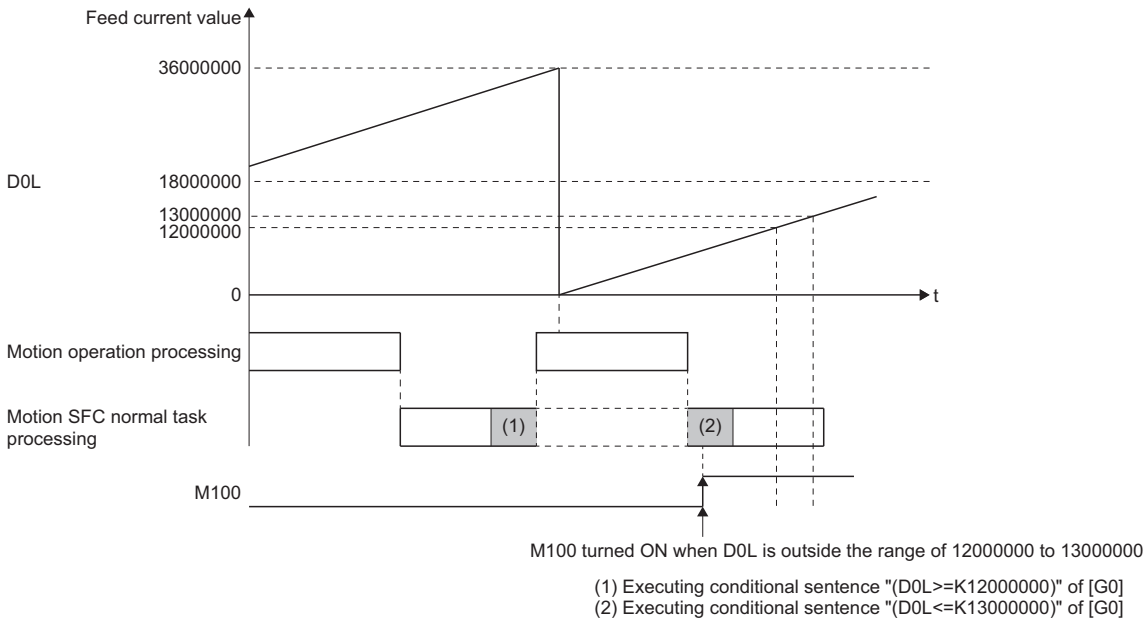 Feed current value
36000000
D0L
18000000
13000000
12000000
0
t
Motion operation processing
Motion SFC normal task
processing
(1)
(2)
M100
M100 turned ON when D0L is outside the range of 12000000 to 13000000
(1) Executing conditional sentence "(D0L>=K12000000)" of [G0]
(2) Executing conditional sentence "(D0L<=K13000000)" of [G0]